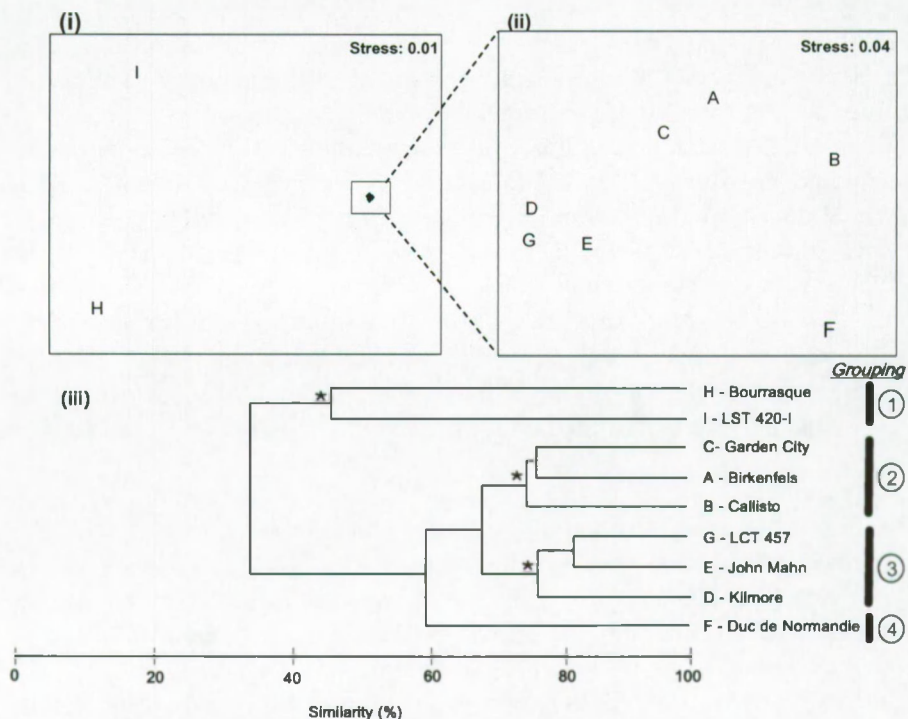 (i)
Stress: 0.01
I
H
(ii)
Stress: 0.04
A
C
B
D
G
E
F
(iii)
Grouping
H - Bourrasque
I - LST 420-I
1
C- Garden City
A - Birkenfels
B - Callisto
2
G - LCT 457
E - John Mahn
D - Kilmore
3
F - Duc de Normandie
4
0 20 40 60 80 100
Similarity (%)